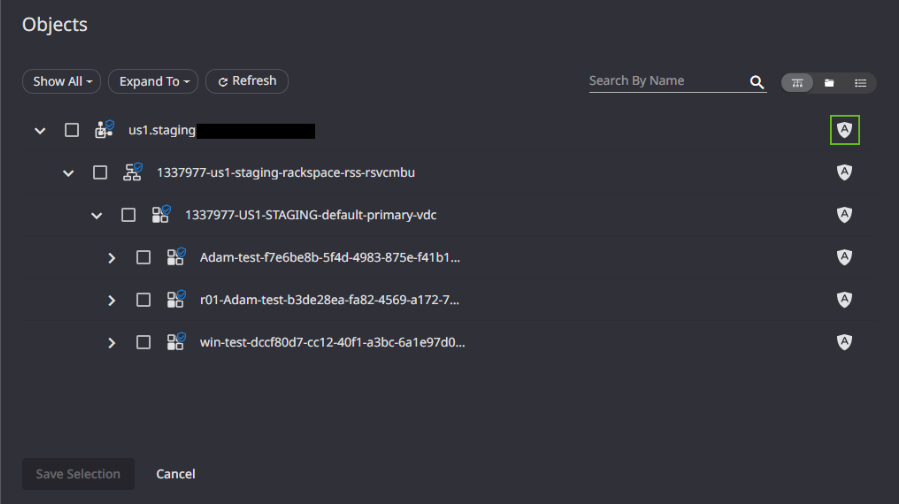 Objects
Show All Expand To Refresh Search By Name
us1.staging A
1337977-us1-staging-rackspace-rss-rsvcmbu A
1337977-US1-STAGING-default-primary-vdc A
Adam-test-f7e6be8b-5f4d-4983-875e-f41b1... A
r01-Adam-test-b3de28ea-fa82-4569-a172-7... A
win-test-dccf80d7-cc12-40f1-a3bc-6a1e97d0... A
Save Selection Cancel